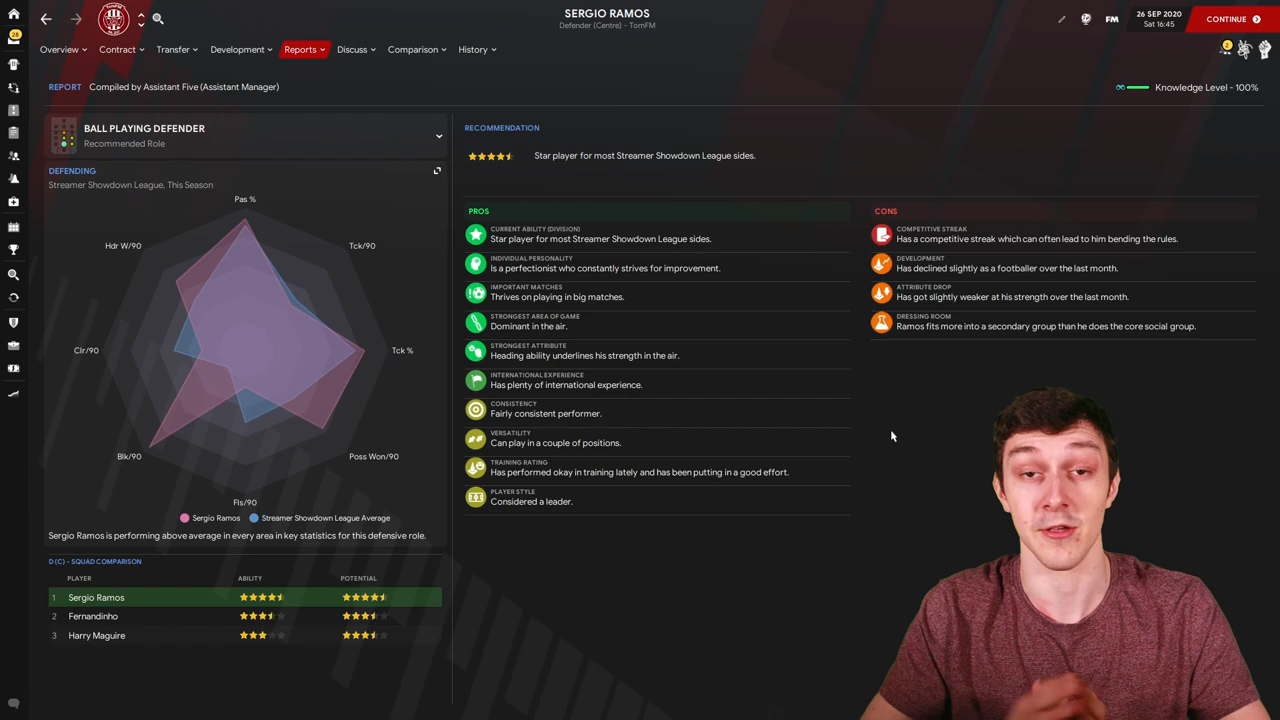 SERGIO RAMOS
Defender (Centre) - TomFM
TomFM
28
FM
26 SEP 2020
Sat 16:45
CONTINUE
Overview
Contract
Transfer
Development
Reports
Discuss
Comparison
History
2
REPORT Compiled by Assistant Five (Assistant Manager)
Knowledge Level - 100%
BALL PLAYING DEFENDER
Recommended Role
DEFENDING
Streamer Showdown League, This Season
Pas %
Hdr W/90
Tck/90
Clr/90
Tck %
Blk/90
Poss Won/90
Fls/90
Sergio Ramos
Streamer Showdown League Average
Sergio Ramos is performing above average in every area in key statistics for this defensive role.
D (C) - SQUAD COMPARISON
PLAYER ABILITY POTENTIAL
1 Sergio Ramos
2 Fernandinho
3 Harry Maguire
RECOMMENDATION
Star player for most Streamer Showdown League sides.
PROS
CURRENT ABILITY (DIVISION)
Star player for most Streamer Showdown League sides.
INDIVIDUAL PERSONALITY
Is a perfectionist who constantly strives for improvement.
IMPORTANT MATCHES
Thrives on playing in big matches.
STRONGEST AREA OF GAME
Dominant in the air.
STRONGEST ATTRIBUTE
Heading ability underlines his strength in the air.
INTERNATIONAL EXPERIENCE
Has plenty of international experience.
CONSISTENCY
Fairly consistent performer.
VERSATILITY
Can play in a couple of positions.
TRAINING RATING
Has performed okay in training lately and has been putting in a good effort.
PLAYER STYLE
Considered a leader.
CONS
COMPETITIVE STREAK
Has a competitive streak which can often lead to him bending the rules.
DEVELOPMENT
Has declined slightly as a footballer over the last month.
ATTRIBUTE DROP
Has got slightly weaker at his strength over the last month.
DRESSING ROOM
Ramos fits more into a secondary group than he does the core social group.